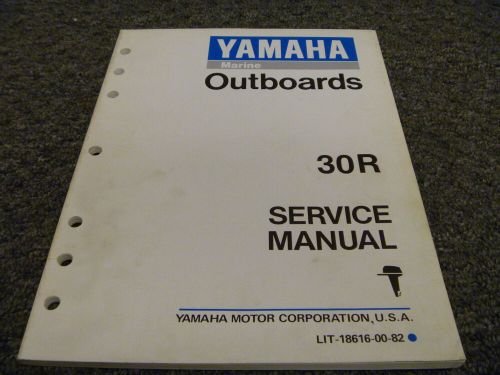 YAMAHA
Marine
Outboards
30R
SERVICE
MANUAL
YAMAHA MOTOR CORPORATION, U.S.A.
LIT-18616-00-82